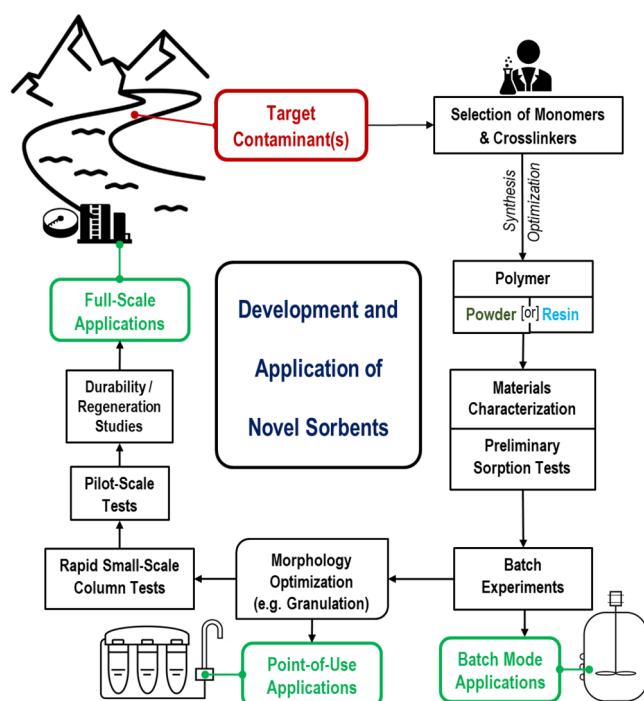 Target
Contaminant(s)
Selection of Monomers
& Crosslinkers
Synthesis
Optimization
Polymer
Powder [or] Resin
Materials
Characterization
Preliminary
Sorption Tests
Batch
Experiments
Batch Mode
Applications
Morphology
Optimization
(e.g. Granulation)
Point-of-Use
Applications
Rapid Small-Scale
Column Tests
Pilot-Scale
Tests
Durability /
Regeneration
Studies
Full-Scale
Applications
Development and
Application of
Novel Sorbents